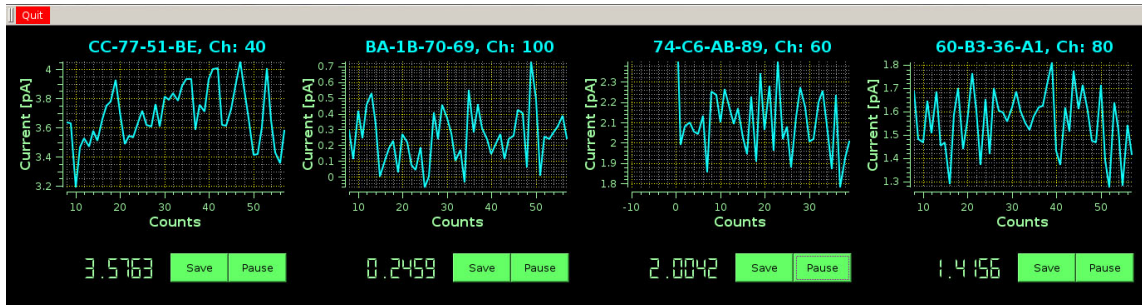 Quit
CC-77-51-BE, Ch: 40
Current [pA]
4
3.8
3.6
3.4
3.2
10 20 30 40 50
Counts
3.5763
Save Pause
BA-1B-70-69, Ch: 100
Current [pA]
0.7
0.6
0.5
0.4
0.3
0.2
0.1
0
10 20 30 40 50
Counts
0.2459
Save Pause
74-C6-AB-89, Ch: 60
Current [pA]
2.3
2.2
2.1
2
1.9
1.8
-10 0 10 20 30
Counts
2.0042
Save Pause
60-B3-36-A1, Ch: 80
Current [pA]
1.8
1.7
1.6
1.5
1.4
1.3
10 20 30 40 50
Counts
1.4156
Save Pause